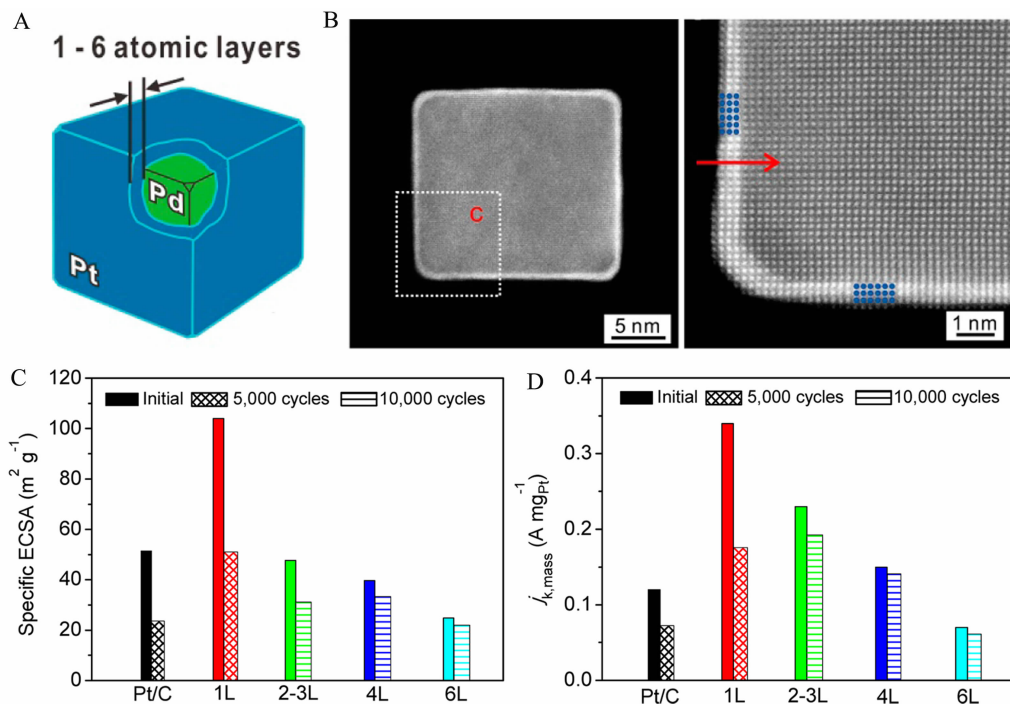 A
1 - 6 atomic layers
Pd
Pt
B
c
5 nm
1 nm
C
120
100
80
60
40
20
0
Specific ECSA (m² g⁻¹)
Initial 5,000 cycles 10,000 cycles
Pt/C 1L 2-3L 4L 6L
D
0.4
0.3
0.2
0.1
0.0
jk,mass (A mg⁻¹Pt)
Initial 5,000 cycles 10,000 cycles
Pt/C 1L 2-3L 4L 6L